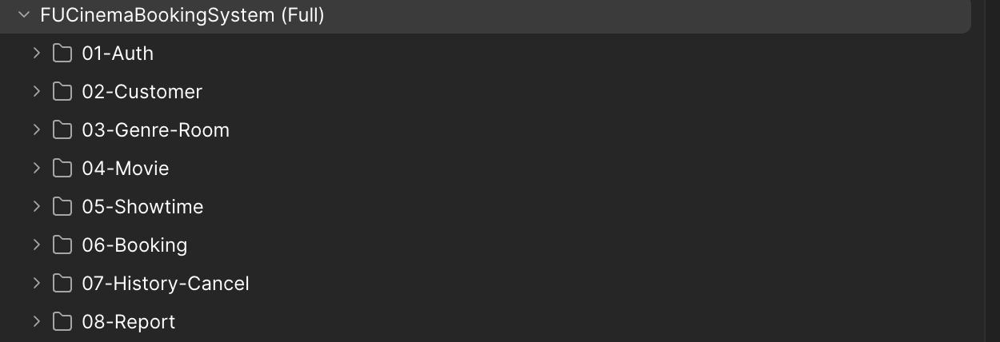 FUCinemaBookingSystem (Full)
01-Auth
02-Customer
03-Genre-Room
04-Movie
05-Showtime
06-Booking
07-History-Cancel
08-Report